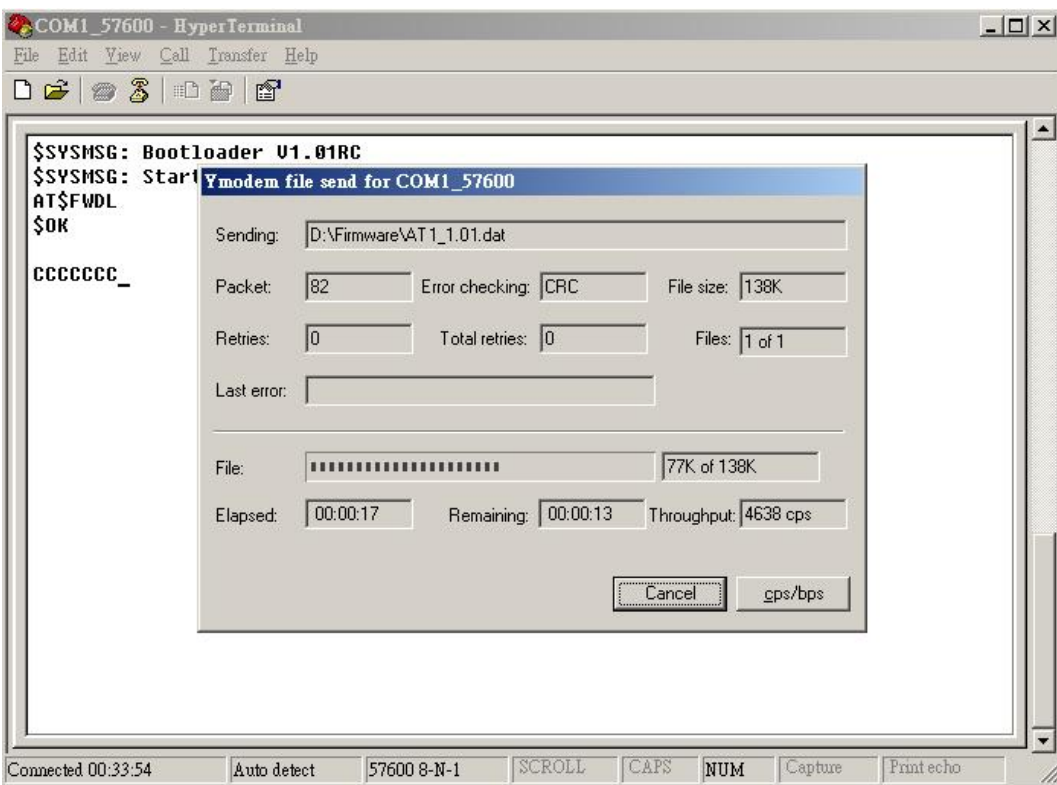 COM1_57600 - HyperTerminal
File Edit View Call Transfer Help
$SYSMSG: Bootloader V1.01RC
$SYSMSG: Start
AT$FWDL
$OK
CCCCCCC_
Ymodem file send for COM1_57600
Sending: D:\Firmware\AT1_1.01.dat
Packet: 82 Error checking: CRC File size: 138K
Retries: 0 Total retries: 0 Files: 1 of 1
Last error:
File: 77K of 138K
Elapsed: 00:00:17 Remaining: 00:00:13 Throughput: 4638 cps
Cancel cps/bps
Connected 00:33:54 Auto detect 57600 8-N-1 SCROLL CAPS NUM Capture Print echo